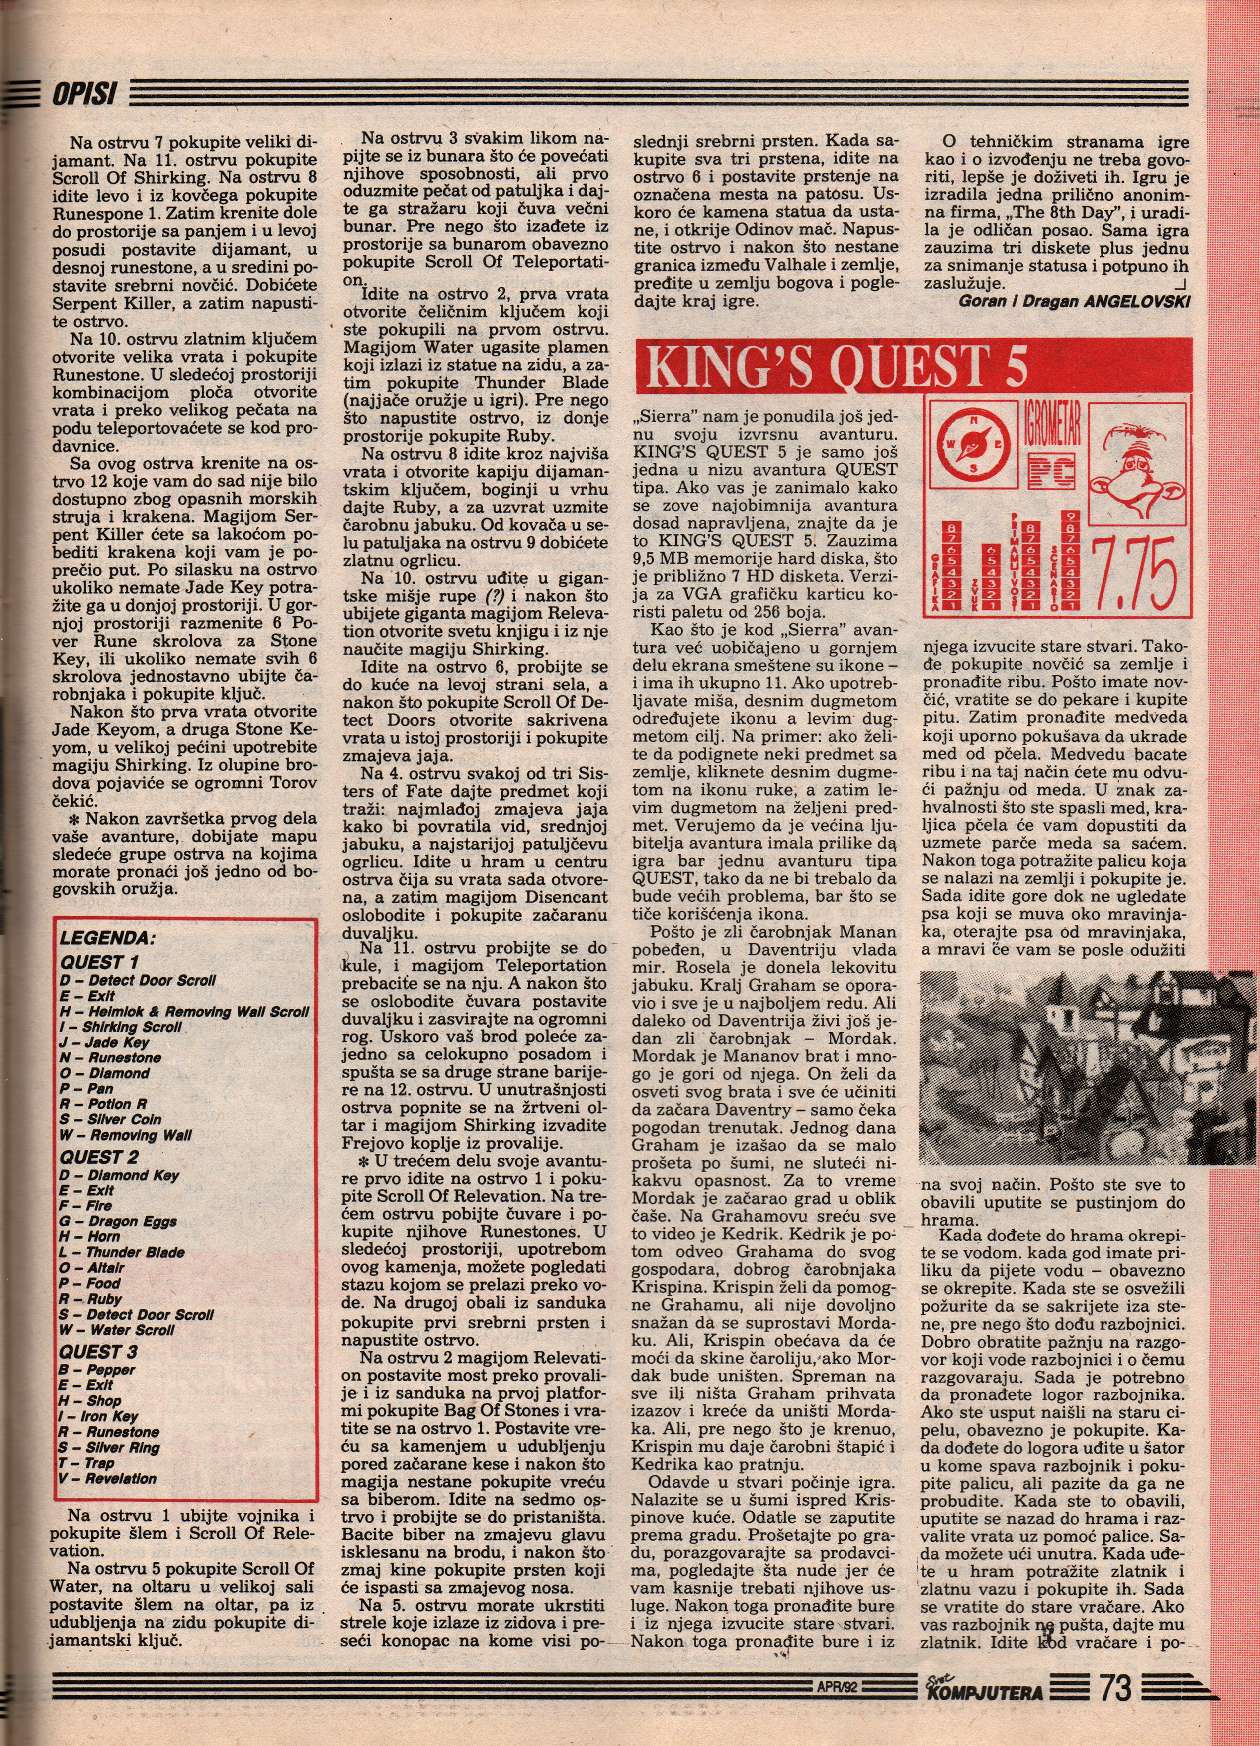 OPISI
Na ostrvu 7 pokupite veliki di-
jamant. Na 11. ostrvu pokupite
Scroll Of Shirking. Na ostrvu 8
idite levo i iz kovčega pokupite
Runespone 1. Zatim krenite dole
do prostorije sa panjem i u levoj
posudi postavite dijamant, u
desnoj runestone, a u sredini po-
stavite srebrni novčić. Dobićete
Serpent Killer, a zatim napusti-
te ostrvo.
Na 10. ostrvu zlatnim ključem
otvorite velika vrata i pokupite
Runestone. U sledećoj prostoriji
kombinacijom ploča otvorite
vrata i preko velikog pečata na
podu teleportovaćete se kod pro-
davnice.
Sa ovog ostrva krenite na os-
trvo 12 koje vam do sad nije bilo
dostupno zbog opasnih morskih
struja i krakena. Magijom Ser-
pent Killer ćete sa lakoćom po-
bediti krakena koji vam je po-
prečio put. Po silasku na ostrvo
ukoliko nemate Jade Key potra-
žite ga u donjoj prostoriji. U gor-
njoj prostoriji razmenite 6 Po-
ver Rune skrolova za Stone
Key, ili ukoliko nemate svih 6
skrolova jednostavno ubijte ča-
robnjaka i pokupite ključ.
Nakon što prva vrata otvorite
Jade Keyom, a druga Stone Ke-
yom, u velikoj pećini upotrebite
magiju Shirking. Iz olupine bro-
dova pojaviće se ogromni Torov
čekić.
✻ Nakon završetka prvog dela
vaše avanture, dobijate mapu
sledeće grupe ostrva na kojima
morate pronaći još jedno od bo-
govskih oružja.
LEGENDA:
QUEST 1
D – Detect Door Scroll
E – Exit
H – Heimlok & Removing Wall Scroll
I – Shirking Scroll
J – Jade Key
N – Runestone
O – Diamond
P – Pan
R – Potion R
S – Silver Coin
W – Removing Wall
QUEST 2
D – Diamond Key
E – Exit
F – Fire
G – Dragon Eggs
H – Horn
L – Thunder Blade
O – Altair
P – Food
R – Ruby
S – Detect Door Scroll
W – Water Scroll
QUEST 3
B – Pepper
E – Exit
H – Shop
I – Iron Key
R – Runestone
S – Silver Ring
T – Trap
V – Revelation
Na ostrvu 1 ubijte vojnika i
pokupite šlem i Scroll Of Rele-
vation.
Na ostrvu 5 pokupite Scroll Of
Water, na oltaru u velikoj sali
postavite šlem na oltar, pa iz
udubljenja na zidu pokupite di-
jamantski ključ.
Na ostrvu 3 svakim likom na-
pijte se iz bunara što će povećati
njihove sposobnosti, ali prvo
oduzmite pečat od patuljka i daj-
te ga stražaru koji čuva večni
bunar. Pre nego što izađete iz
prostorije sa bunarom obavezno
pokupite Scroll Of Teleportati-
on.
Idite na ostrvo 2, prva vrata
otvorite čeličnim ključem koji
ste pokupili na prvom ostrvu.
Magijom Water ugasite plamen
koji izlazi iz statue na zidu, a za-
tim pokupite Thunder Blade
(najjače oružje u igri). Pre nego
što napustite ostrvo, iz donje
prostorije pokupite Ruby.
Na ostrvu 8 idite kroz najviša
vrata i otvorite kapiju dijaman-
tskim ključem, boginji u vrhu
dajte Ruby, a za uzvrat uzmite
čarobnu jabuku. Od kovača u se-
lu patuljaka na ostrvu 9 dobićete
zlatnu ogrlicu.
Na 10. ostrvu uđite u gigan-
tske mišje rupe (?) i nakon što
ubijete giganta magijom Releva-
tion otvorite svetu knjigu i iz nje
naučite magiju Shirking.
Idite na ostrvo 6, probijte se
do kuće na levoj strani sela, a
nakon što pokupite Scroll Of De-
tect Doors otvorite sakrivena
vrata u istoj prostoriji i pokupite
zmajeva jaja.
Na 4. ostrvu svakoj od tri Sis-
ters of Fate dajte predmet koji
traži: najmlađoj zmajeva jaja
kako bi povratila vid, srednjoj
jabuku, a najstarijoj patuljčevu
ogrlicu. Idite u hram u centru
ostrva čija su vrata sada otvore-
na, a zatim magijom Disencant
oslobodite i pokupite začaranu
duvaljku.
Na 11. ostrvu probijte se do
kule, i magijom Teleportation
prebacite se na nju. A nakon što
se oslobodite čuvara postavite
duvaljku i zasvirajte na ogromni
rog. Uskoro vaš brod poleće za-
jedno sa celokupno posadom i
spušta se sa druge strane barije-
re na 12. ostrvu. U unutrašnjosti
ostrva popnite se na žrtveni ol-
tar i magijom Shirking izvadite
Frejovo koplje iz provalije.
✻ U trećem delu svoje avantu-
re prvo idite na ostrvo 1 i poku-
pite Scroll Of Relevation. Na tre-
ćem ostrvu pobijte čuvare i po-
kupite njihove Runestones. U
sledećoj prostoriji, upotrebom
ovog kamenja, možete pogledati
stazu kojom se prelazi preko vo-
de. Na drugoj obali iz sanduka
pokupite prvi srebrni prsten i
napustite ostrvo.
Na ostrvu 2 magijom Relevati-
on postavite most preko provali-
je i iz sanduka na prvoj platfor-
mi pokupite Bag Of Stones i vra-
tite se na ostrvo 1. Postavite vre-
ću sa kamenjem u udubljenju
pored začarane kese i nakon što
magija nestane pokupite vreću
sa biberom. Idite na sedmo os-
trvo i probijte se do pristaništa.
Bacite biber na zmajevu glavu
isklesanu na brodu, i nakon što
zmaj kine pokupite prsten koji
će ispasti sa zmajevog nosa.
Na 5. ostrvu morate ukrstiti
strele koje izlaze iz zidova i pre-
seći konopac na kome visi po-
slednji srebrni prsten. Kada sa-
kupite sva tri prstena, idite na
ostrvo 6 i postavite prstenje na
označena mesta na patosu. Us-
koro će kamena statua da usta-
ne, i otkrije Odinov mač. Napus-
tite ostrvo i nakon što nestane
granica između Valhale i zemlje,
pređite u zemlju bogova i pogle-
dajte kraj igre.
O tehničkim stranama igre
kao i o izvođenju ne treba govo-
riti, lepše je doživeti ih. Igru je
izradila jedna prilično anonim-
na firma, „The 8th Day”, i uradi-
la je odličan posao. Sama igra
zauzima tri diskete plus jednu
za snimanje statusa i potpuno ih
zaslužuje.
Goran i Dragan ANGELOVSKI
KING'S QUEST 5
„Sierra” nam je ponudila još jed-
nu svoju izvrsnu avanturu.
KING'S QUEST 5 je samo još
jedna u nizu avantura QUEST
tipa. Ako vas je zanimalo kako
se zove najobimnija avantura
dosad napravljena, znajte da je
to KING'S QUEST 5. Zauzima
9,5 MB memorije hard diska, što
je približno 7 HD disketa. Verzi-
ja za VGA grafičku karticu ko-
risti paletu od 256 boja.
Kao što je kod „Sierra” avan-
tura već uobičajeno u gornjem
delu ekrana smeštene su ikone –
i ima ih ukupno 11. Ako upotreb-
ljavate miša, desnim dugmetom
određujete ikonu a levim dug-
metom cilj. Na primer: ako želi-
te da podignete neki predmet sa
zemlje, kliknete desnim dugme-
tom na ikonu ruke, a zatim le-
vim dugmetom na željeni pred-
met. Verujemo da je većina lju-
bitelja avantura imala prilike da
igra bar jednu avanturu tipa
QUEST, tako da ne bi trebalo da
bude većih problema, bar što se
tiče korišćenja ikona.
Pošto je zli čarobnjak Manan
pobeđen, u Daventriju vlada
mir. Rosela je donela lekovitu
jabuku. Kralj Graham se opora-
vio i sve je u najboljem redu. Ali
daleko od Daventrija živi još je-
dan zli čarobnjak – Mordak.
Mordak je Mananov brat i mno-
go je gori od njega. On želi da
osveti svog brata i sve će učiniti
da začara Daventry – samo čeka
pogodan trenutak. Jednog dana
Graham je izašao da se malo
prošeta po šumi, ne sluteći ni-
kakvu opasnost. Za to vreme
Mordak je začarao grad u oblik
čaše. Na Grahamovu sreću sve
to video je Kedrik. Kedrik je po-
tom odveo Grahama do svog
gospodara, dobrog čarobnjaka
Krispina. Krispin želi da pomog-
ne Grahamu, ali nije dovoljno
snažan da se suprostavi Morda-
ku. Ali, Krispin obećava da će
moći da skine čaroliju, ako Mor-
dak bude uništen. Spreman na
sve ili ništa Graham prihvata
izazov i kreće da uništi Morda-
ka. Ali, pre nego što je krenuo,
Krispin mu daje čarobni štapić i
Kedrika kao pratnju.
Odavde u stvari počinje igra.
Nalazite se u šumi ispred Kris-
pinove kuće. Odatle se zaputite
prema gradu. Prošetajte po gra-
du, porazgovarajte sa prodavci-
ma, pogledajte šta nude jer će
vam kasnije trebati njihove us-
luge. Nakon toga pronađite bure
i iz njega izvucite stare stvari.
Nakon toga pronađite bure i iz
N
W E
S
IGROMETAR
PC
GRAFIKA
87654321
ZVUK
654321
PRIMAMLJIVOST
87654321
SCENARIO
987654321
7.75
njega izvucite stare stvari. Tako-
đe pokupite novčić sa zemlje i
pronađite ribu. Pošto imate nov-
čić, vratite se do pekare i kupite
pitu. Zatim pronađite medveda
koji uporno pokušava da ukrade
med od pčela. Medvedu bacate
ribu i na taj način ćete mu odvu-
ći pažnju od meda. U znak za-
hvalnosti što ste spasli med, kra-
ljica pčela će vam dopustiti da
uzmete parče meda sa saćem.
Nakon toga potražite palicu koja
se nalazi na zemlji i pokupite je.
Sada idite gore dok ne ugledate
psa koji se muva oko mravinja-
ka, oterajte psa od mravinjaka,
a mravi će vam se posle odužiti
na svoj način. Pošto ste sve to
obavili uputite se pustinjom do
hrama.
Kada dođete do hrama okrepi-
te se vodom. kada god imate pri-
liku da pijete vodu – obavezno
se okrepite. Kada ste se osvežili
požurite da se sakrijete iza ste-
ne, pre nego što dođu razbojnici.
Dobro obratite pažnju na razgo-
vor koji vode razbojnici i o čemu
razgovaraju. Sada je potrebno
da pronađete logor razbojnika.
Ako ste usput naišli na staru ci-
pelu, obavezno je pokupite. Ka-
da dođete do logora uđite u šator
u kome spava razbojnik i poku-
pite palicu, ali pazite da ga ne
probudite. Kada ste to obavili,
uputite se nazad do hrama i raz-
valite vrata uz pomoć palice. Sa-
da možete ući unutra. Kada uđe-
te u hram potražite zlatnik i
zlatnu vazu i pokupite ih. Sada
se vratite do stare vračare. Ako
vas razbojnik ne pušta, dajte mu
zlatnik. Idite kod vračare i po-
APR/92
Svet KOMPJUTERA 73